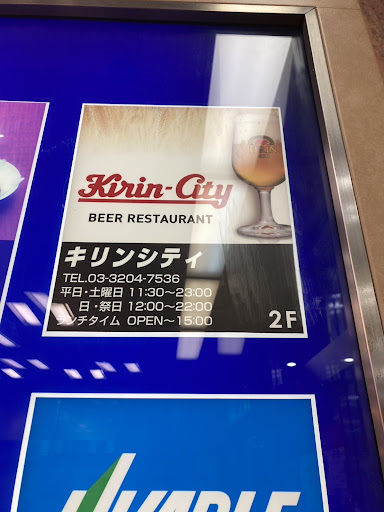 Kirin-City
BEER RESTAURANT
キリンシティ
TEL.03-3204-7536
平日・土曜日 11:30～23:00
日・祭日 12:00～22:00
ランチタイム OPEN～15:00
2F